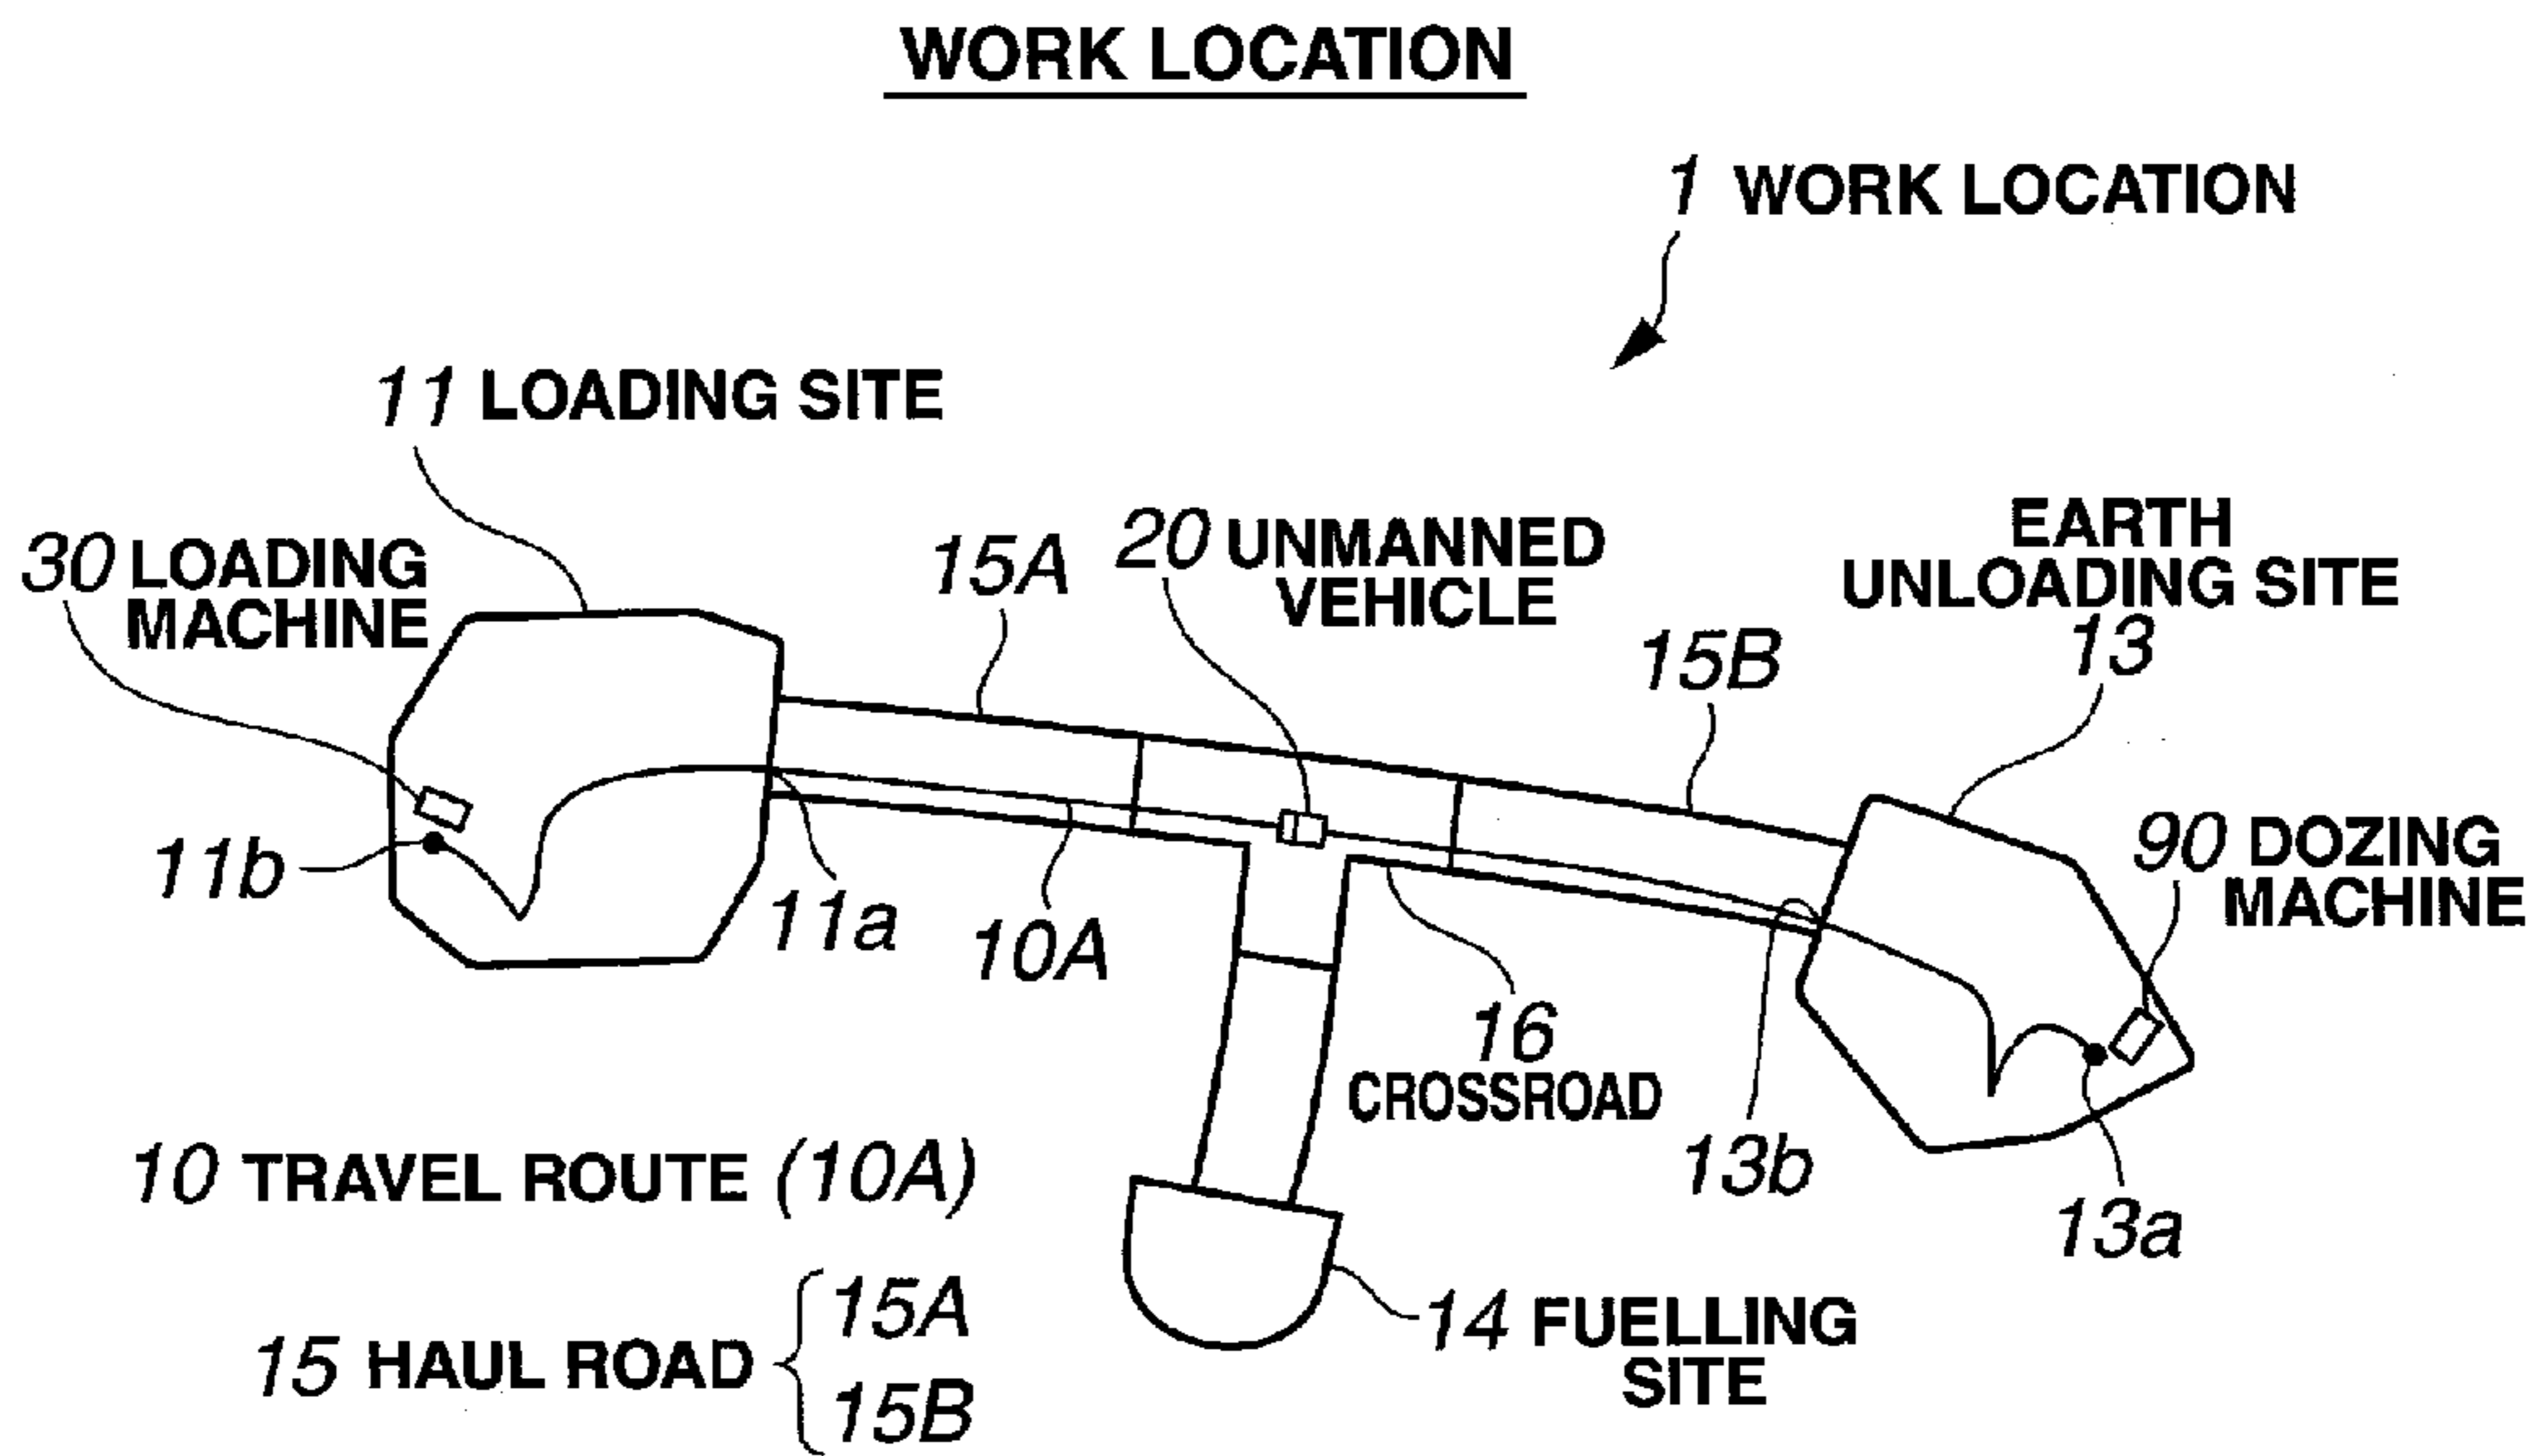 WORK LOCATION
1 WORK LOCATION
11 LOADING SITE
30 LOADING
MACHINE
15A
20 UNMANNED
VEHICLE
EARTH
UNLOADING SITE
13
15B
90 DOZING
MACHINE
11b
11a
10A
16
CROSSROAD
13b
13a
10 TRAVEL ROUTE (10A)
15 HAUL ROAD { 15A
15B
14 FUELLING
SITE